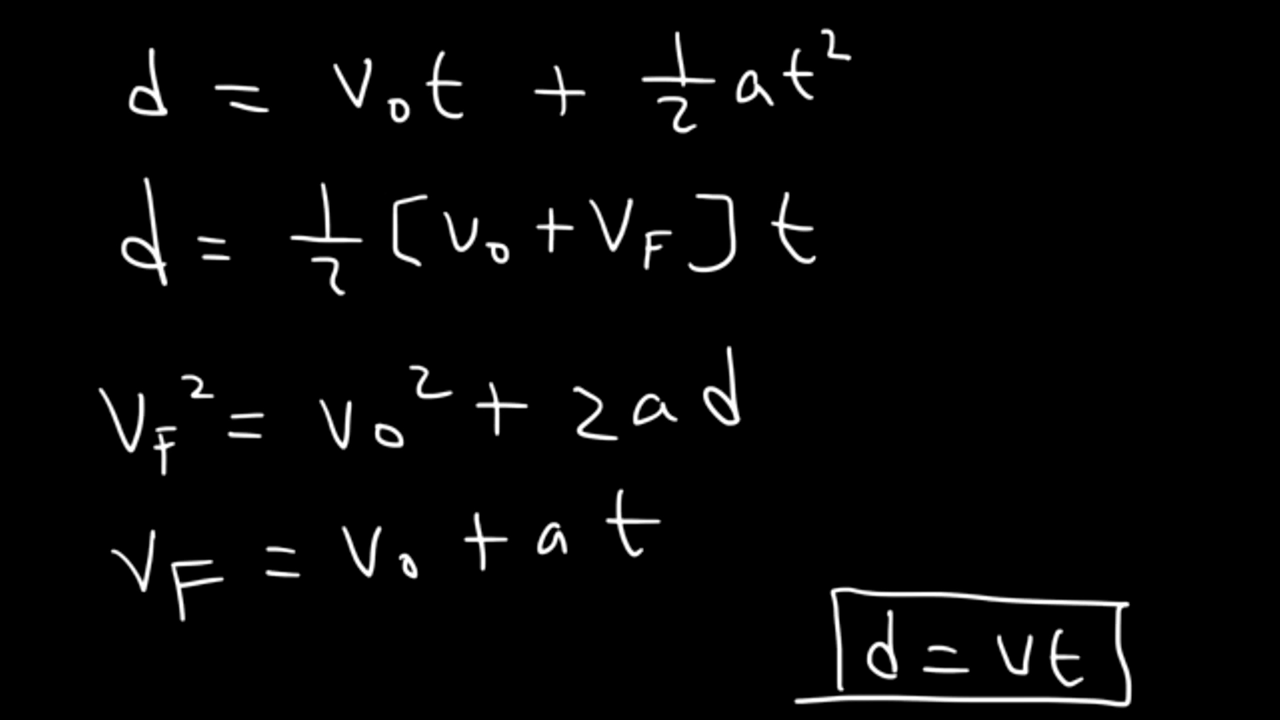 d = v₀t + ½at²
d = ½[v₀ + v_F]t
v_F² = v₀² + 2ad
v_F = v₀ + at
d = vt